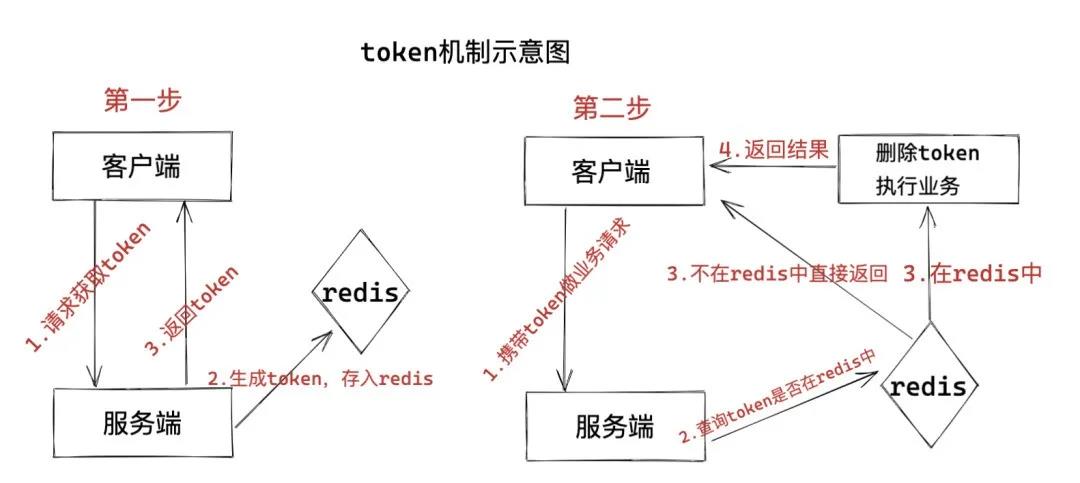 token机制示意图
第一步
客户端
1.请求获取token
3.返回token
redis
2.生成token，存入redis
服务端
第二步
客户端
4.返回结果
删除token
执行业务
1.携带token做业务请求
3.不在redis中直接返回
3.在redis中
2.查询token是否在redis中
redis
服务端